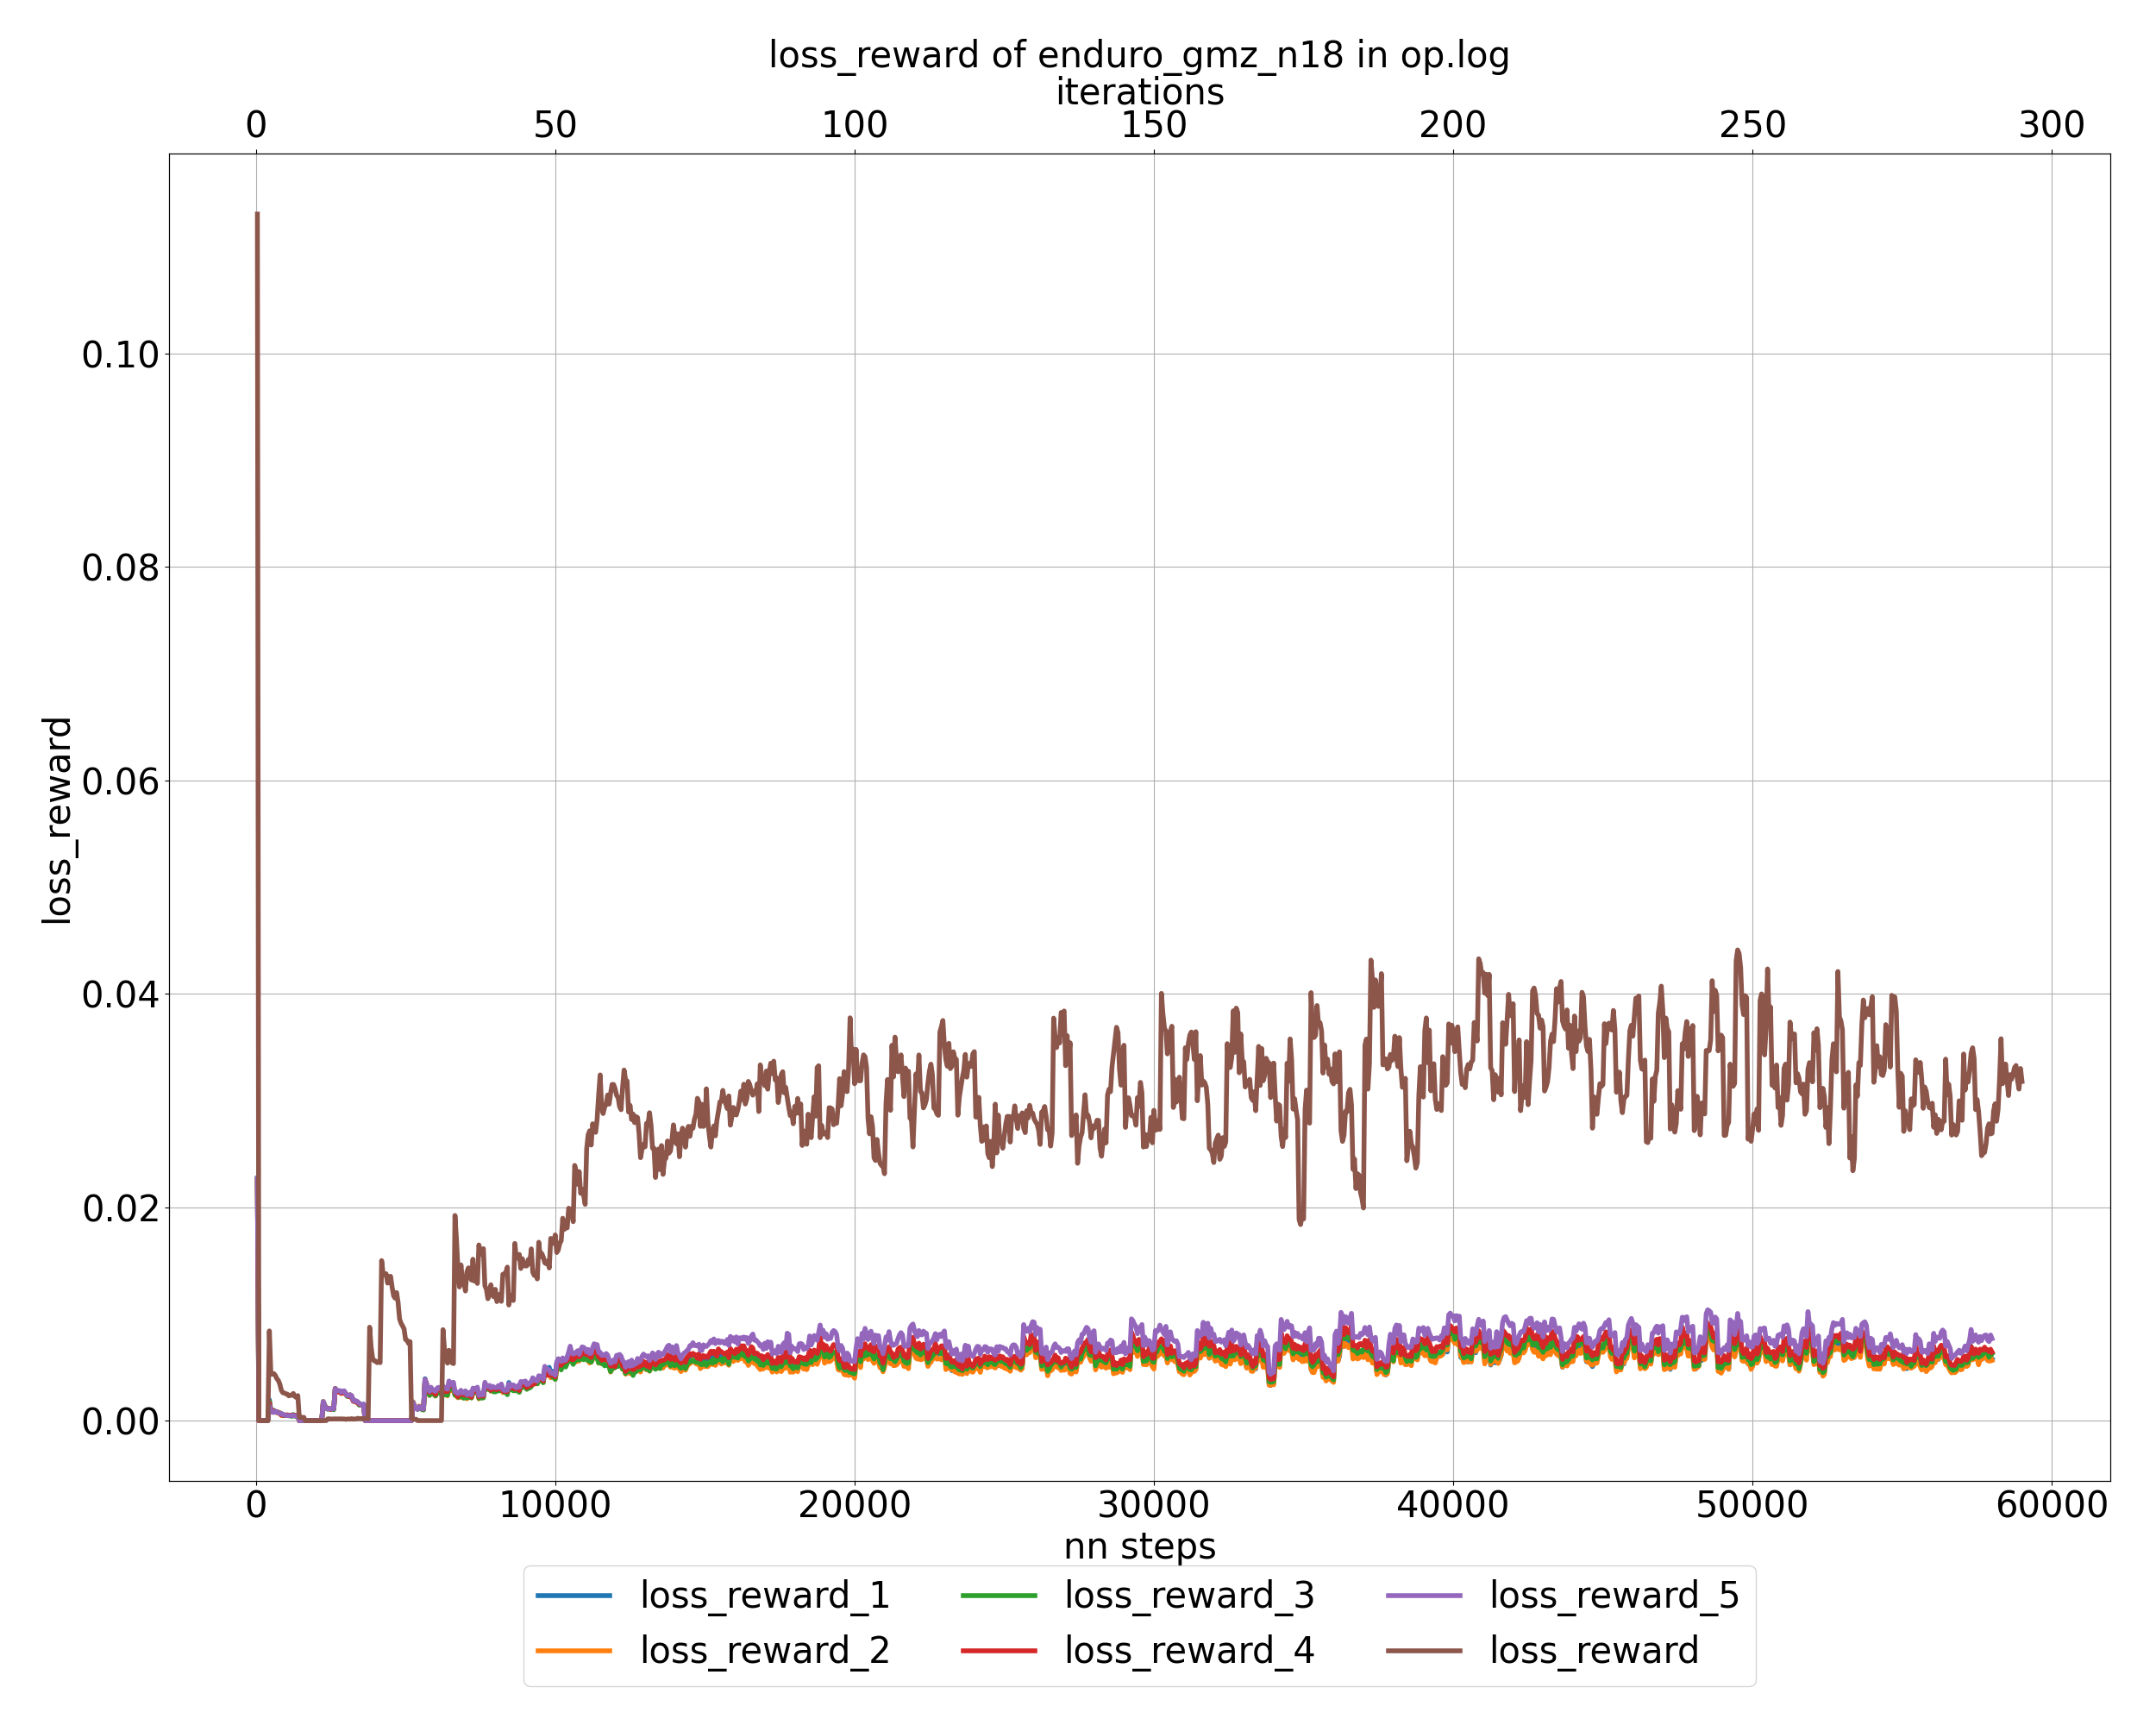 loss_reward of enduro_gmz_n18 in op.log
iterations
0 50 100 150 200 250 300
loss_reward
0.10
0.08
0.06
0.04
0.02
0.00
0 10000 20000 30000 40000 50000 60000
nn steps
loss_reward_1 loss_reward_3 loss_reward_5
loss_reward_2 loss_reward_4 loss_reward